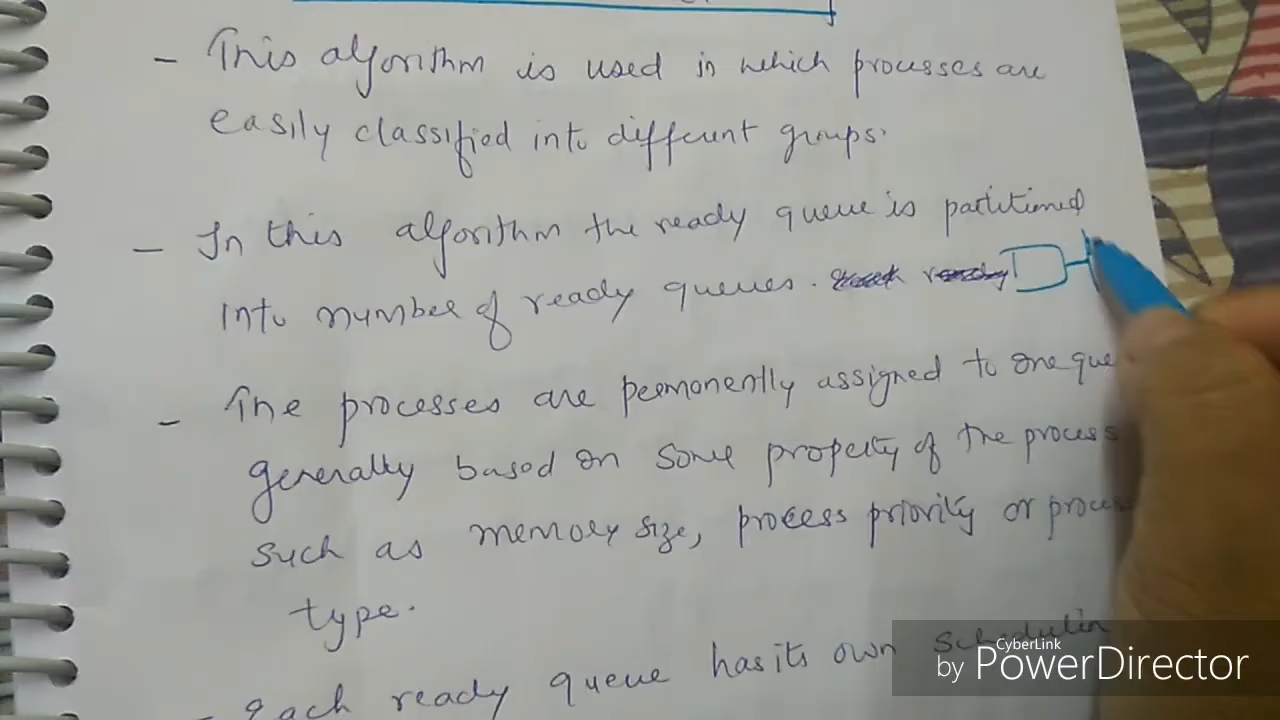 - This algorithm is used in which processes are
easily classified into different groups.
- In this algorithm the ready queue is partitioned
into number of ready queues.
- The processes are permonently assigned to one que
generally based on some property of the process
such as memory size, process priority or proces
type.
- Each ready queue has its own schedulin
CyberLink
by PowerDirector